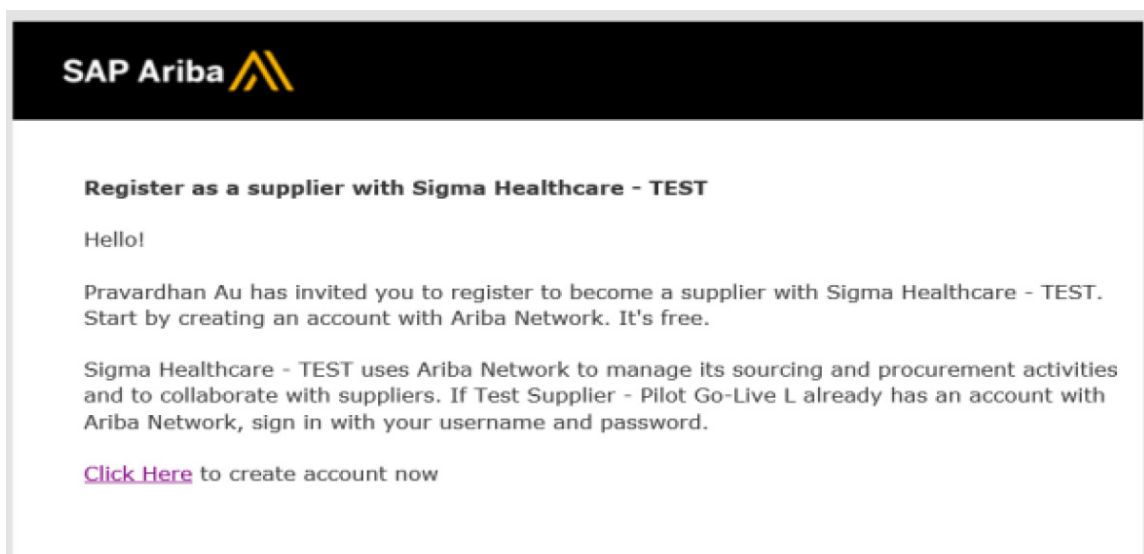 SAP Ariba
Register as a supplier with Sigma Healthcare - TEST
Hello!
Pravardhan Au has invited you to register to become a supplier with Sigma Healthcare - TEST.
Start by creating an account with Ariba Network. It's free.
Sigma Healthcare - TEST uses Ariba Network to manage its sourcing and procurement activities
and to collaborate with suppliers. If Test Supplier - Pilot Go-Live L already has an account with
Ariba Network, sign in with your username and password.
Click Here to create account now